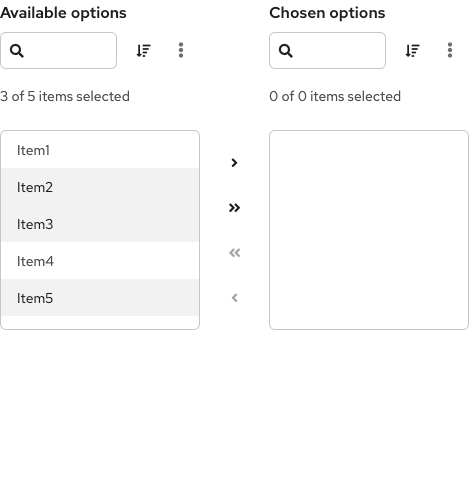 Available options
Chosen options
3 of 5 items selected
0 of 0 items selected
Item1
Item2
Item3
Item4
Item5